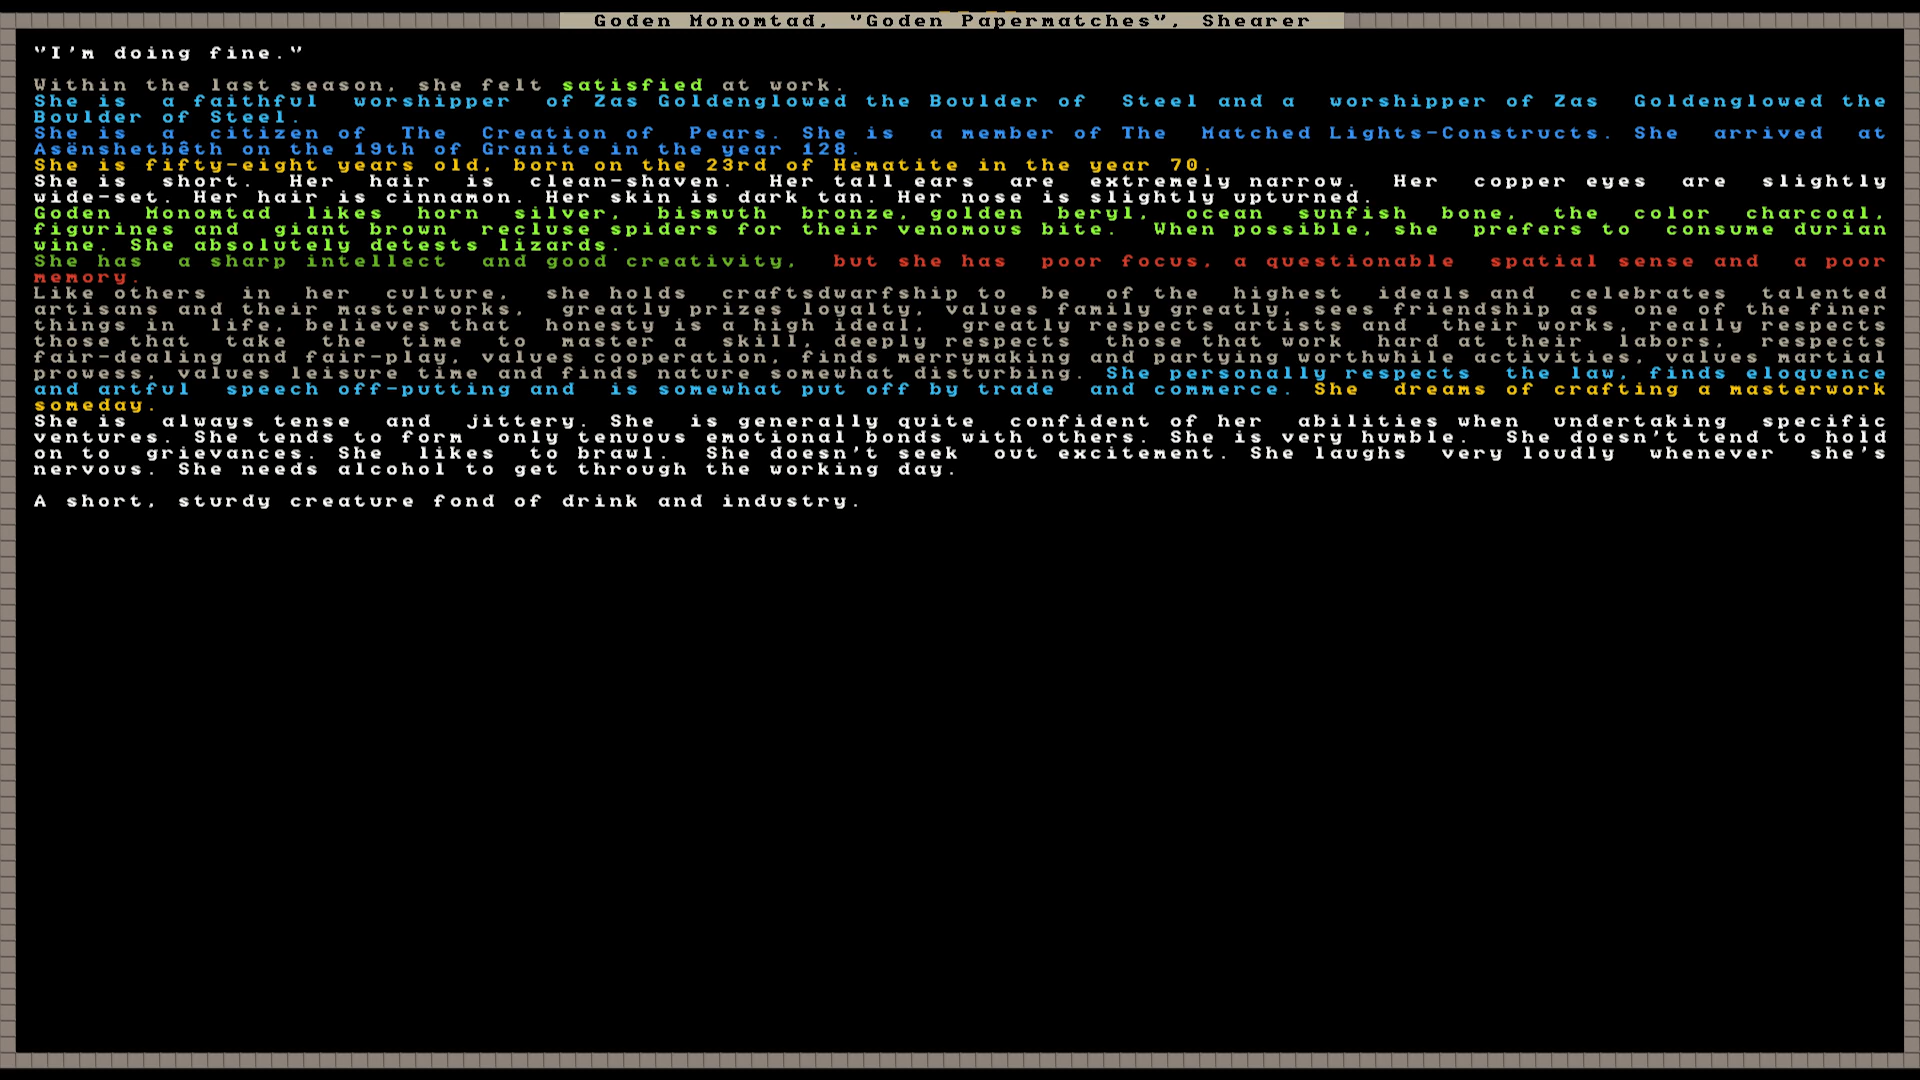 Goden Monomtad, "Goden Papermatches", Shearer
"I'm doing fine."
Within the last season, she felt satisfied at work.
She is a faithful worshipper of Zas Goldenglowed the Boulder of Steel and a worshipper of Zas Goldenglowed the
Boulder of Steel.
She is a citizen of The Creation of Pears. She is a member of The Matched Lights-Constructs. She arrived at
Asënshetbêth on the 19th of Granite in the year 128.
She is fifty-eight years old, born on the 23rd of Hematite in the year 70.
She is short. Her hair is clean-shaven. Her tall ears are extremely narrow. Her copper eyes are slightly
wide-set. Her hair is cinnamon. Her skin is dark tan. Her nose is slightly upturned.
Goden Monomtad likes horn silver, bismuth bronze, golden beryl, ocean sunfish bone, the color charcoal,
figurines and giant brown recluse spiders for their venomous bite. When possible, she prefers to consume durian
wine. She absolutely detests lizards.
She has a sharp intellect and good creativity, but she has poor focus, a questionable spatial sense and a poor
memory.
Like others in her culture, she holds craftsdwarfship to be of the highest ideals and celebrates talented
artisans and their masterworks, greatly prizes loyalty, values family greatly, sees friendship as one of the finer
things in life, believes that honesty is a high ideal, greatly respects artists and their works, really respects
those that take the time to master a skill, deeply respects those that work hard at their labors, respects
fair-dealing and fair-play, values cooperation, finds merrymaking and partying worthwhile activities, values martial
prowess, values leisure time and finds nature somewhat disturbing. She personally respects the law, finds eloquence
and artful speech off-putting and is somewhat put off by trade and commerce. She dreams of crafting a masterwork
someday.
She is always tense and jittery. She is generally quite confident of her abilities when undertaking specific
ventures. She tends to form only tenuous emotional bonds with others. She is very humble. She doesn't tend to hold
on to grievances. She likes to brawl. She doesn't seek out excitement. She laughs very loudly whenever she's
nervous. She needs alcohol to get through the working day.
A short, sturdy creature fond of drink and industry.